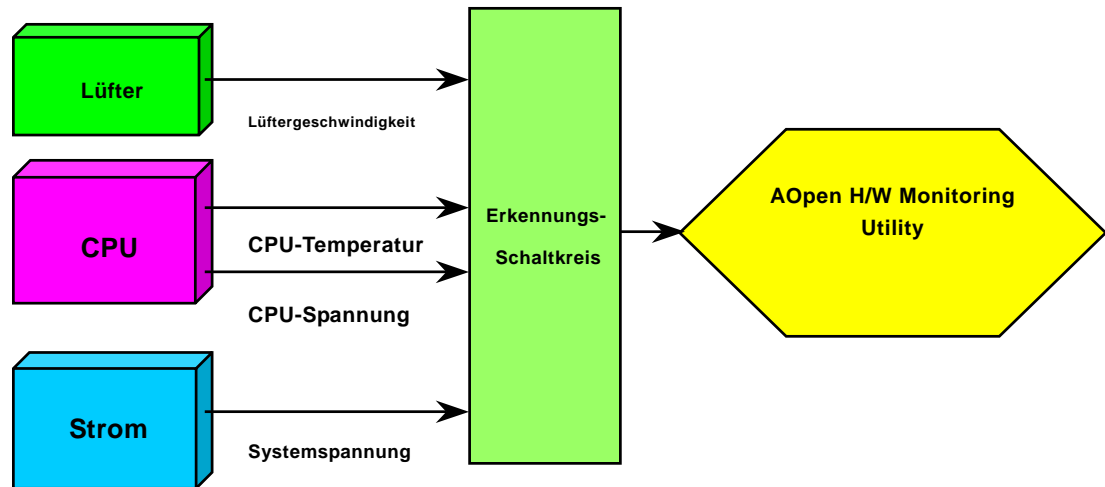 Lüfter
Lüftergeschwindigkeit
CPU
CPU-Temperatur
CPU-Spannung
Strom
Systemspannung
Erkennungs-
Schaltkreis
AOpen H/W Monitoring
Utility